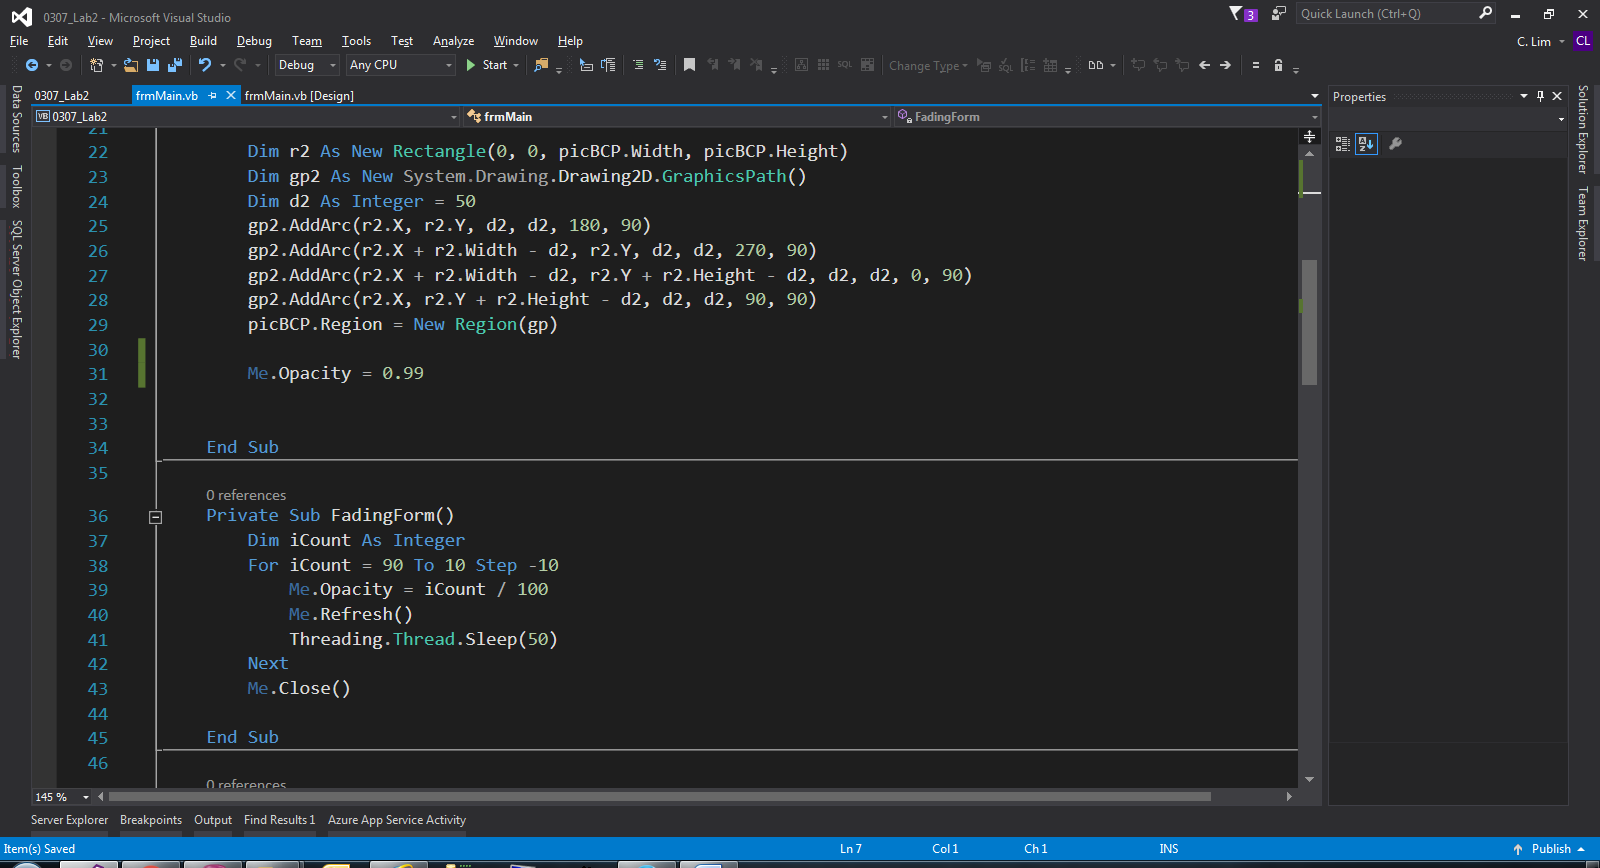 0307_Lab2 - Microsoft Visual Studio
3
Quick Launch (Ctrl+Q)
File Edit View Project Build Debug Team Tools Test Analyze Window Help
C. Lim CL
Debug Any CPU Start SQL Change Type SQL
Data Sources
Toolbox
SQL Server Object Explorer
0307_Lab2 frmMain.vb frmMain.vb [Design]
VB 0307_Lab2 frmMain FadingForm
21
22 Dim r2 As New Rectangle(0, 0, picBCP.Width, picBCP.Height)
23 Dim gp2 As New System.Drawing.Drawing2D.GraphicsPath()
24 Dim d2 As Integer = 50
25 gp2.AddArc(r2.X, r2.Y, d2, d2, 180, 90)
26 gp2.AddArc(r2.X + r2.Width - d2, r2.Y, d2, d2, 270, 90)
27 gp2.AddArc(r2.X + r2.Width - d2, r2.Y + r2.Height - d2, d2, d2, 0, 90)
28 gp2.AddArc(r2.X, r2.Y + r2.Height - d2, d2, d2, 90, 90)
29 picBCP.Region = New Region(gp)
30
31 Me.Opacity = 0.99
32
33
34 End Sub
35
0 references
36 Private Sub FadingForm()
37 Dim iCount As Integer
38 For iCount = 90 To 10 Step -10
39 Me.Opacity = iCount / 100
40 Me.Refresh()
41 Threading.Thread.Sleep(50)
42 Next
43 Me.Close()
44
45 End Sub
46
0 references
145 %
Properties
Solution Explorer
Team Explorer
Server Explorer Breakpoints Output Find Results 1 Azure App Service Activity
Item(s) Saved Ln 7 Col 1 Ch 1 INS Publish